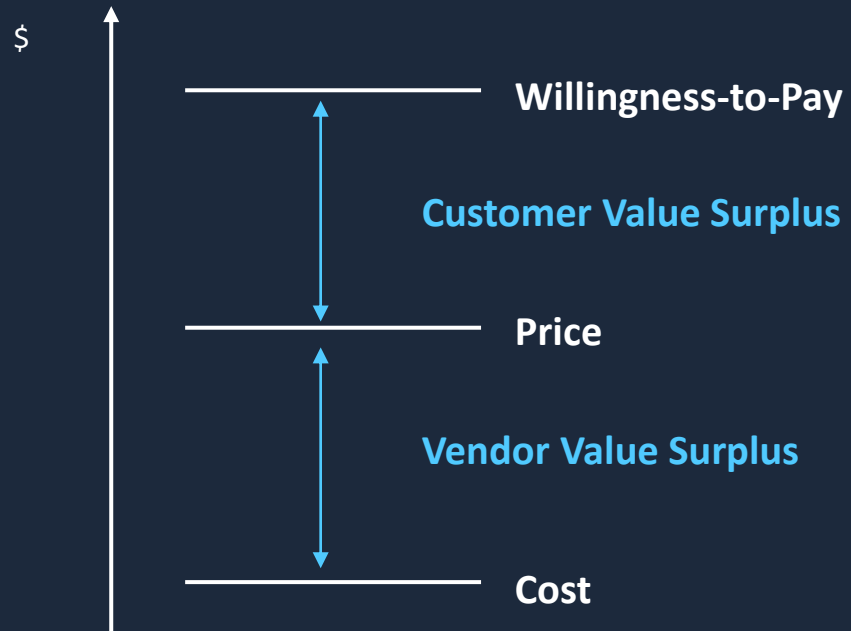 $
Willingness-to-Pay
Customer Value Surplus
Price
Vendor Value Surplus
Cost